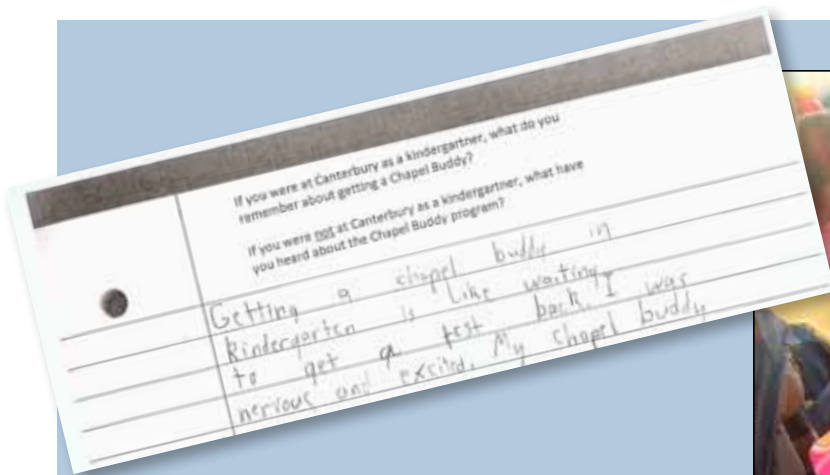 If you were at Canterbury as a kindergartner, what do you
remember about getting a Chapel Buddy?
If you were not at Canterbury as a kindergartner, what have
you heard about the Chapel Buddy program?
Getting a chapel buddy in
kindergarten is like waiting
to get a test back. I was
nervous and excited. My chapel buddy